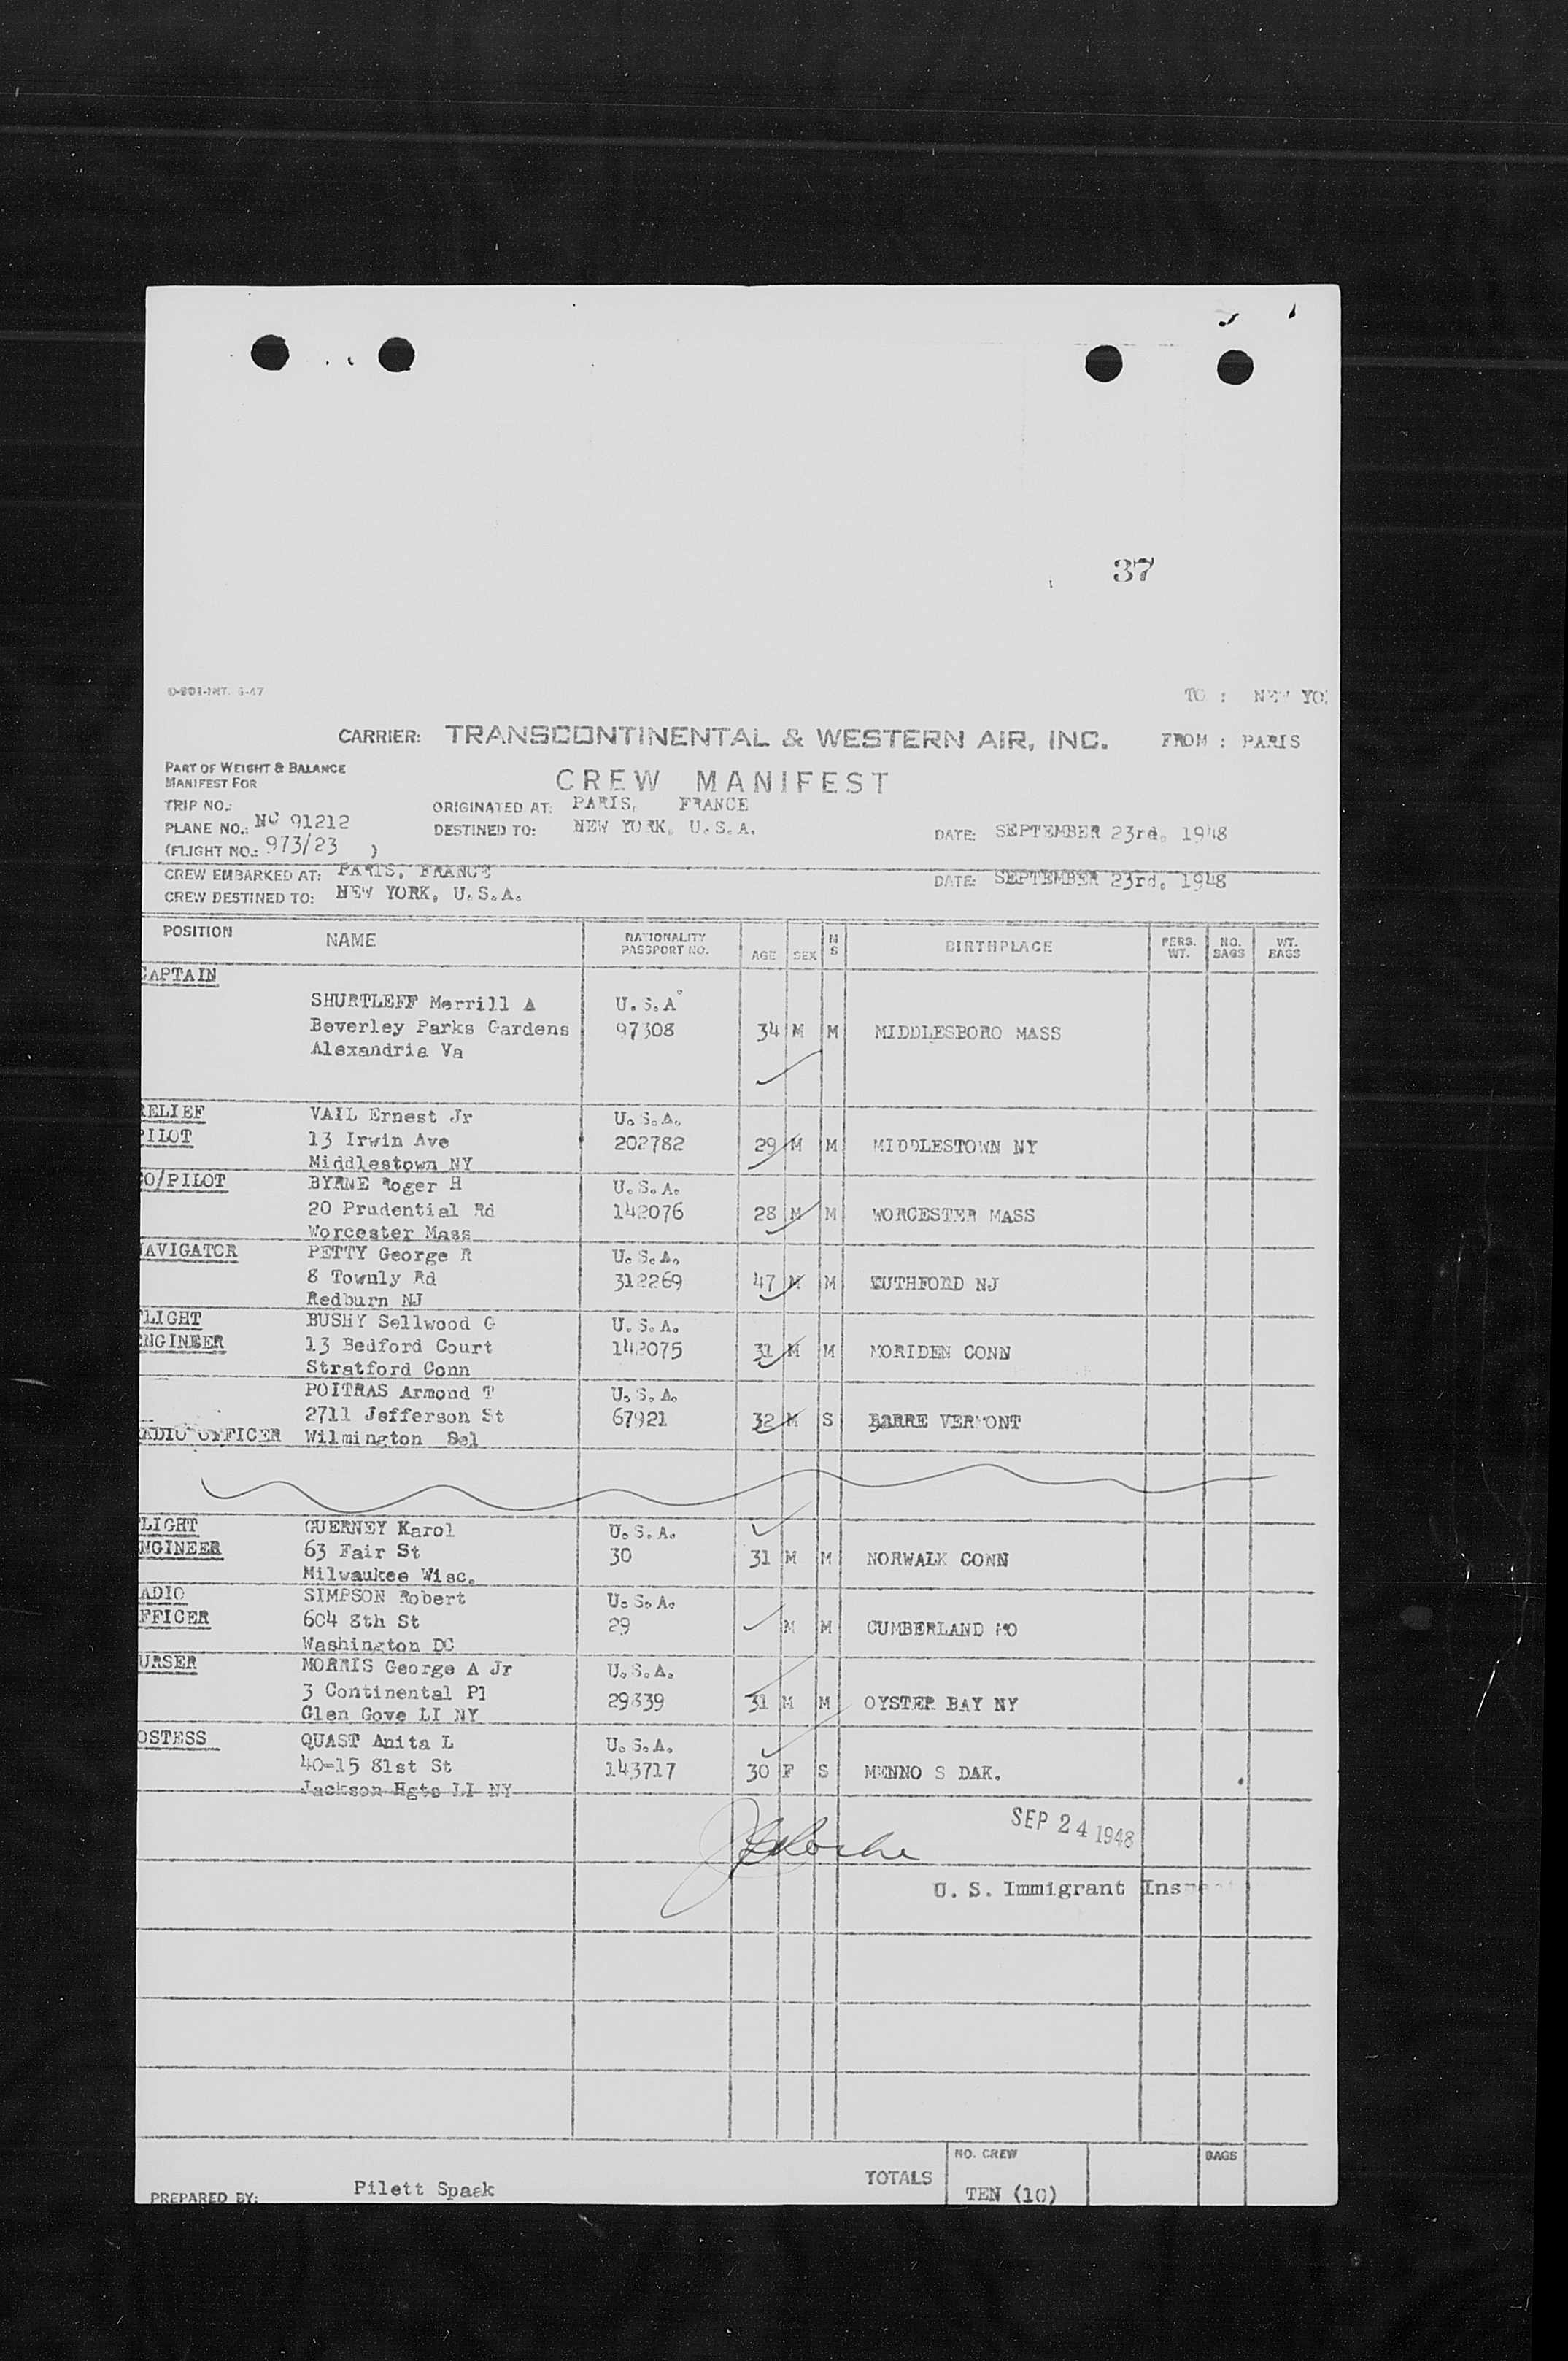 37
TO : NEW YO
CARRIER: TRANSCONTINENTAL & WESTERN AIR, INC. FROM : PARIS
PART OF WEIGHT & BALANCE
MANIFEST FOR
CREW MANIFEST
TRIP NO.: ORIGINATED AT: PARIS, FRANCE
PLANE NO.: NC 91212 DESTINED TO: NEW YORK, U.S.A. DATE: SEPTEMBER 23rd. 1948
(FLIGHT NO.: 973/23 )
CREW EMBARKED AT: PARIS, FRANCE DATE: SEPTEMBER 23rd. 1948
CREW DESTINED TO: NEW YORK, U.S.A.
POSITION NAME NATIONALITY PASSPORT NO. AGE SEX M S BIRTHPLACE PERS. WT. NO. BAGS WT. BAGS
CAPTAIN
SHURTLEFF Merrill A U.S.A
Beverley Parks Gardens 97308 34 M M MIDDLESBORO MASS
Alexandria Va
RELIEF VAIL Ernest Jr U.S.A.
PILOT 13 Irwin Ave 202782 29 M M MIDDLESTOWN NY
Middlestown NY
CO/PILOT BYRNE Roger H U.S.A.
20 Prudential Rd 142076 28 M M WORCESTER MASS
Worcester Mass
NAVIGATOR PETTY George R U.S.A.
8 Townly Rd 312269 47 M M RUTHFORD NJ
Redburn NJ
FLIGHT BUSHY Sellwood G U.S.A.
ENGINEER 13 Bedford Court 142075 31 M M MORIDEN CONN
Stratford Conn
POITRAS Armond T U.S.A.
2711 Jefferson St 67921 32 M S BARRE VERMONT
RADIO OFFICER Wilmington Del
LIGHT GUERNEY Karol U.S.A.
NGINEER 63 Fair St 30 31 M M NORWALK CONN
Milwaukee Wisc.
ADIO SIMPSON Robert U.S.A.
FFICER 604 8th St 29 M M CUMBERLAND MO
Washington DC
URSER MORRIS George A Jr U.S.A.
3 Continental Pl 29839 31 M M OYSTER BAY NY
Glen Gove LI NY
OSTESS QUAST Anita L U.S.A.
40-15 81st St 143717 30 F S MENNO S DAK.
Jackson Hgts LI NY
SEP 24 1948
U. S. Immigrant Inspect
NO. CREW BAGS
TOTALS TEN (10)
PREPARED BY: Pilett Spaak